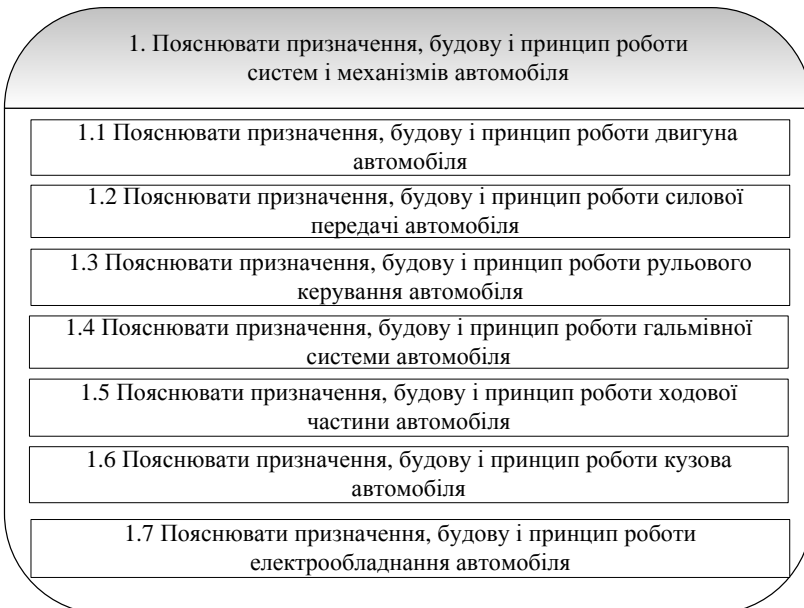 1. Пояснювати призначення, будову і принцип роботи
систем і механізмів автомобіля
1.1 Пояснювати призначення, будову і принцип роботи двигуна
автомобіля
1.2 Пояснювати призначення, будову і принцип роботи силової
передачі автомобіля
1.3 Пояснювати призначення, будову і принцип роботи рульового
керування автомобіля
1.4 Пояснювати призначення, будову і принцип роботи гальмівної
системи автомобіля
1.5 Пояснювати призначення, будову і принцип роботи ходової
частини автомобіля
1.6 Пояснювати призначення, будову і принцип роботи кузова
автомобіля
1.7 Пояснювати призначення, будову і принцип роботи
електрообладнання автомобіля